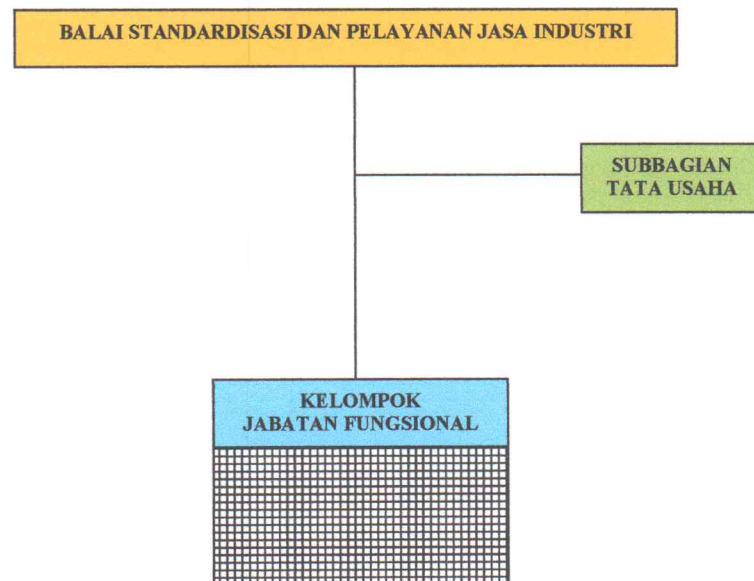 BALAI STANDARDISASI DAN PELAYANAN JASA INDUSTRI
SUBBAGIAN
TATA USAHA
KELOMPOK
JABATAN FUNGSIONAL